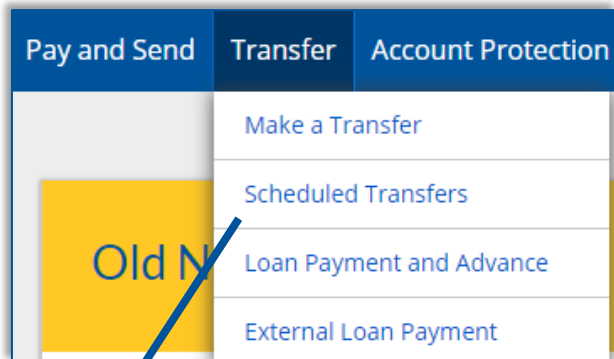 Pay and Send Transfer Account Protection
Make a Transfer
Scheduled Transfers
Old N
Loan Payment and Advance
External Loan Payment